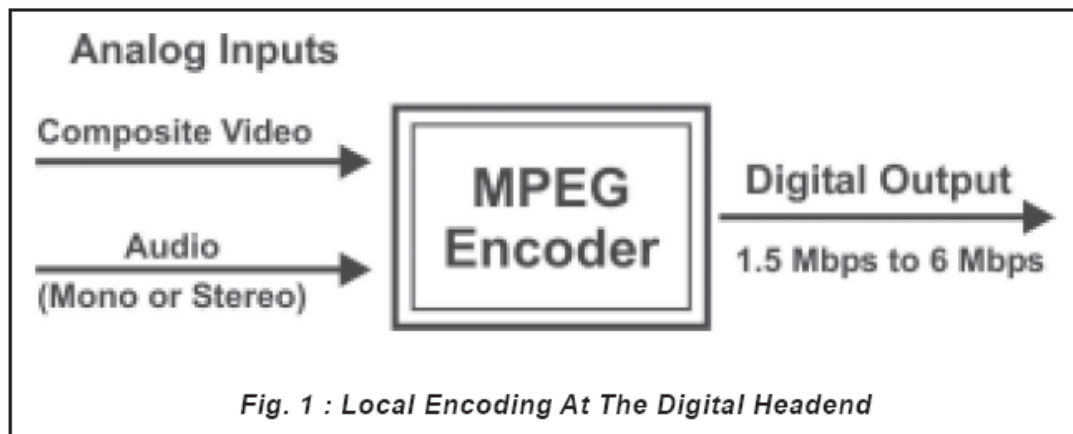 Analog Inputs
Composite Video
Audio
(Mono or Stereo)
MPEG
Encoder
Digital Output
1.5 Mbps to 6 Mbps
Fig. 1 : Local Encoding At The Digital Headend